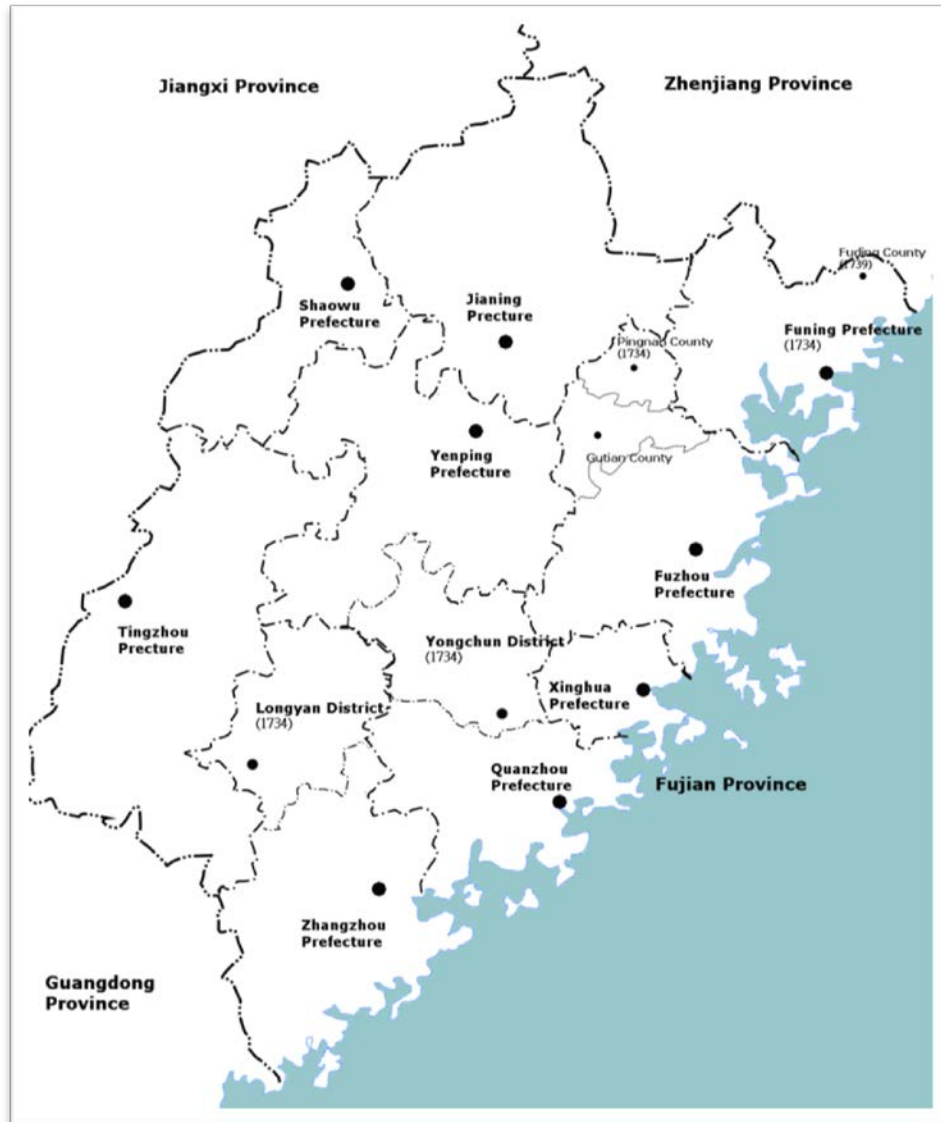 Jiangxi Province
Zhenjiang Province
Fuding County
(1739)
Shaowu
Prefecture
Jianing
Precture
Funing Prefecture
(1734)
Pingnan County
(1734)
Yenping
Prefecture
Gutian County
Fuzhou
Prefecture
Tingzhou
Precture
Yongchun District
(1734)
Xinghua
Prefecture
Longyan District
(1734)
Quanzhou
Prefecture
Fujian Province
Zhangzhou
Prefecture
Guangdong
Province